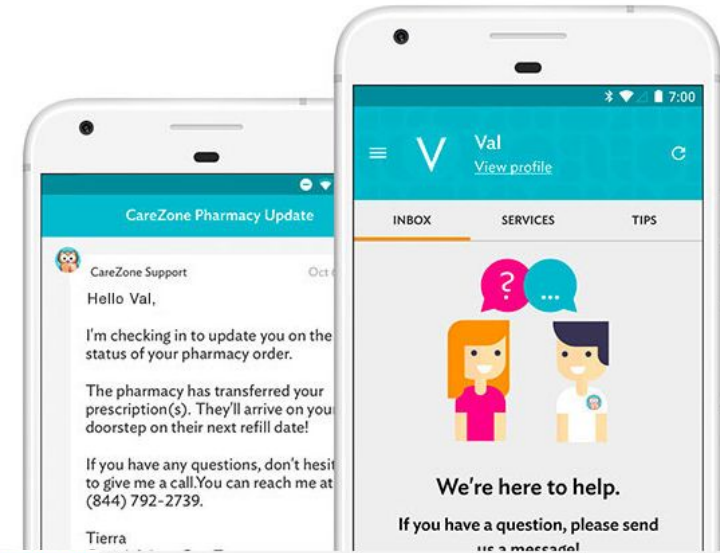 CareZone Pharmacy Update
CareZone Support Oct
Hello Val,
I'm checking in to update you on the
status of your pharmacy order.
The pharmacy has transferred your
prescription(s). They'll arrive on your
doorstep on their next refill date!
If you have any questions, don't
to give me a call.You can reach me at
(844) 792-2739.
Tierra
7:00
V
Val
View profile
INBOX SERVICES TIPS
?
...
We're here to help.
If you have a question, please send
us a message!